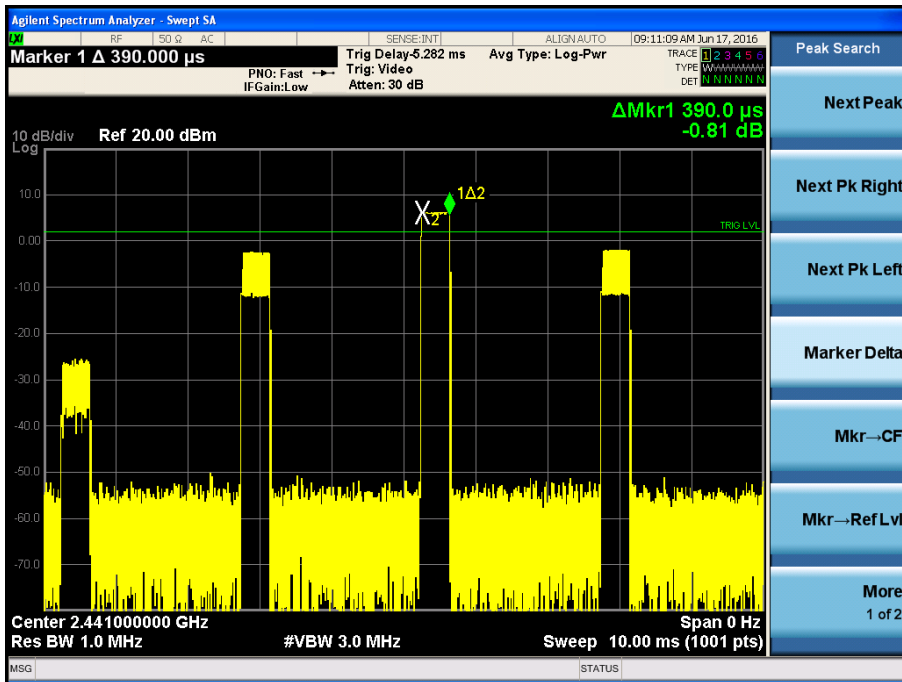 Agilent Spectrum Analyzer - Swept SA
LXI RF 50 Ω AC SENSE:INT ALIGN AUTO 09:11:09 AM Jun 17, 2016
Marker 1 Δ 390.000 µs
PNO: Fast
IFGain:Low
Trig Delay-5.282 ms
Trig: Video
Atten: 30 dB
Avg Type: Log-Pwr
TRACE 1 2 3 4 5 6
TYPE WWWWWW
DET N N N N N N
Peak Search
ΔMkr1 390.0 µs
-0.81 dB
10 dB/div Ref 20.00 dBm
Log
1Δ2
2
TRIG LVL
10.0
0.00
-10.0
-20.0
-30.0
-40.0
-50.0
-60.0
-70.0
Center 2.441000000 GHz Span 0 Hz
Res BW 1.0 MHz #VBW 3.0 MHz Sweep 10.00 ms (1001 pts)
MSG STATUS
Next Peak
Next Pk Right
Next Pk Left
Marker Delta
Mkr→CF
Mkr→Ref Lvl
More
1 of 2